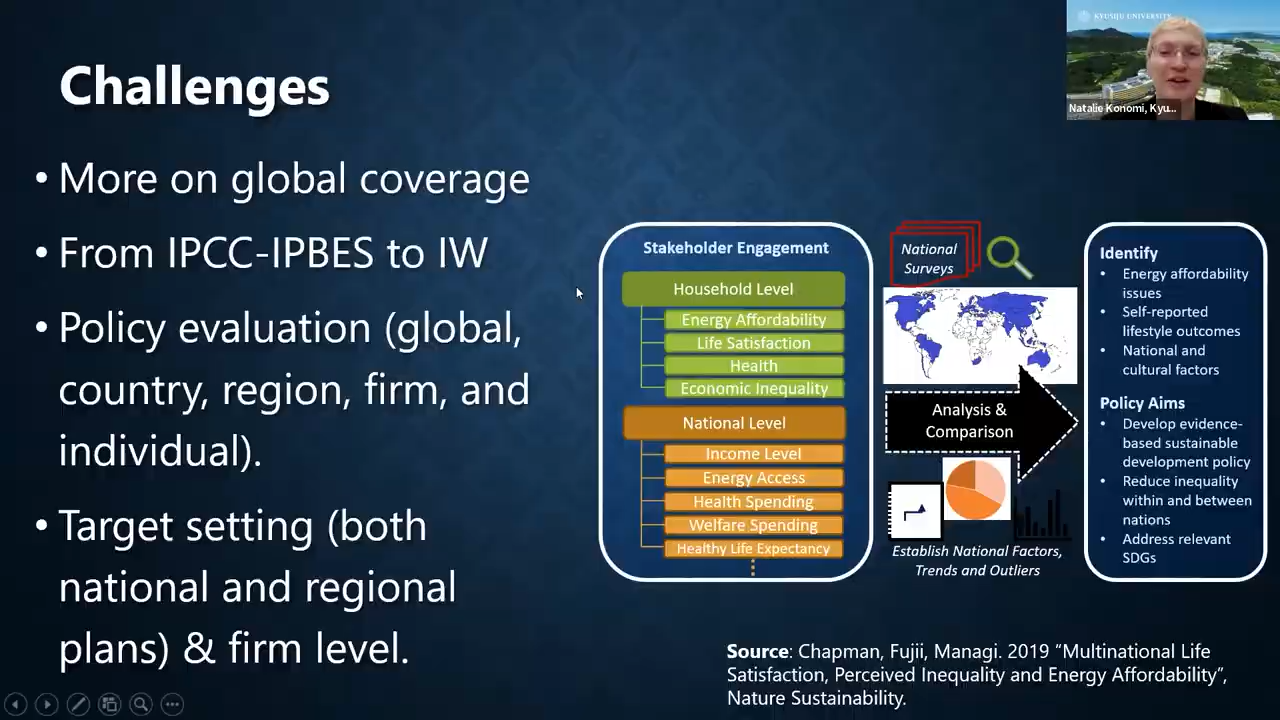 Challenges
• More on global coverage
• From IPCC-IPBES to IW
• Policy evaluation (global,
country, region, firm, and
individual).
• Target setting (both
national and regional
plans) & firm level.
Stakeholder Engagement
Household Level
Energy Affordability
Life Satisfaction
Health
Economic Inequality
National Level
Income Level
Energy Access
Health Spending
Welfare Spending
Healthy Life Expectancy
National
Surveys
Analysis &
Comparison
Establish National Factors,
Trends and Outliers
Identify
• Energy affordability
issues
• Self-reported
lifestyle outcomes
• National and
cultural factors
Policy Aims
• Develop evidence-
based sustainable
development policy
• Reduce inequality
within and between
nations
• Address relevant
SDGs
Source: Chapman, Fujii, Managi. 2019 “Multinational Life
Satisfaction, Perceived Inequality and Energy Affordability”,
Nature Sustainability.
KYUSHU UNIVERSITY
Natalie Konomi, Kyu...